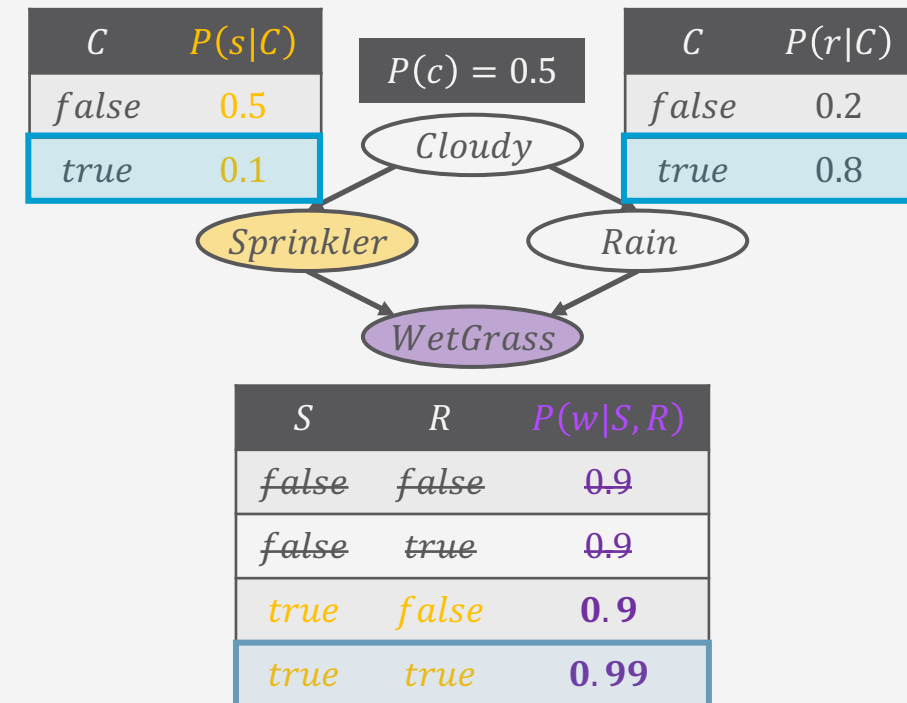 C P(s|C)
false 0.5
true 0.1
P(c) = 0.5
C P(r|C)
false 0.2
true 0.8
Cloudy
Sprinkler
Rain
WetGrass
S R P(w|S, R)
false false 0.9
false true 0.9
true false 0.9
true true 0.99